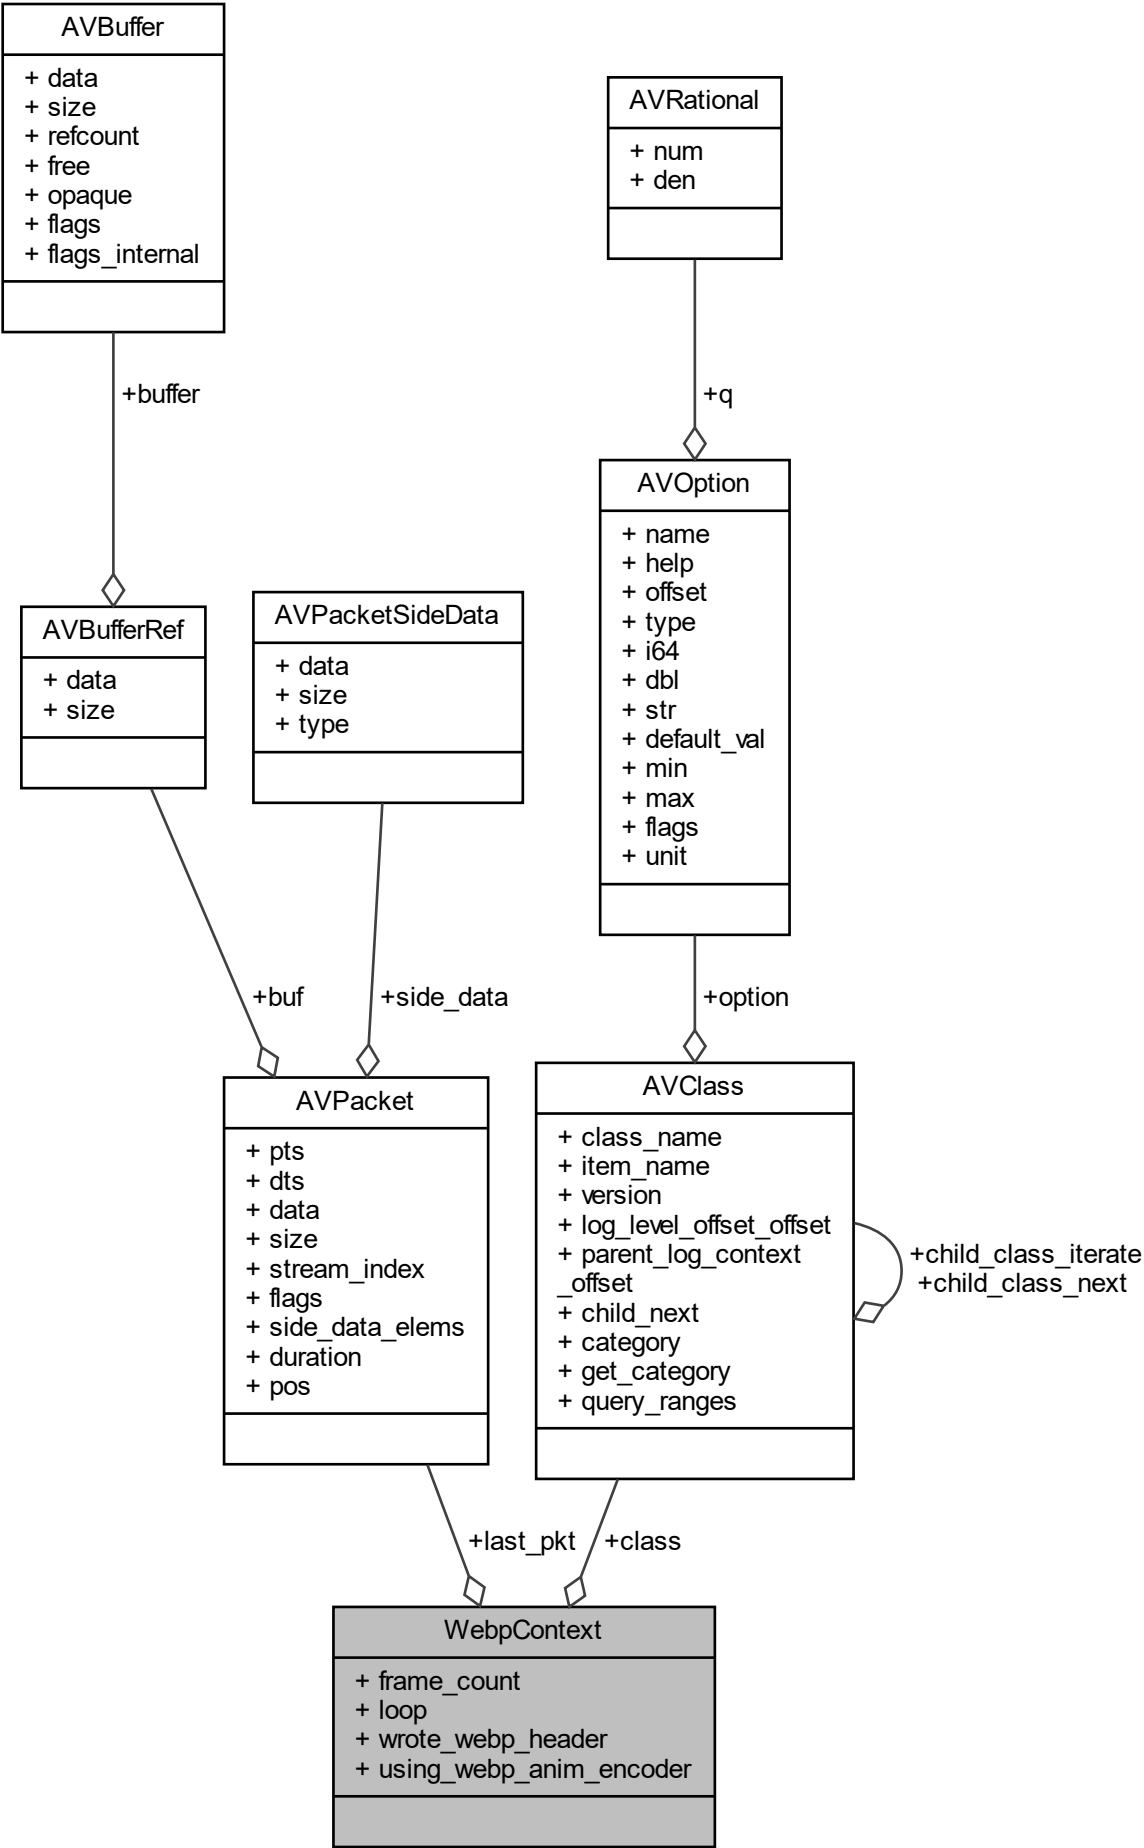 AVBuffer
+ data
+ size
+ refcount
+ free
+ opaque
+ flags
+ flags_internal
AVRational
+ num
+ den
+buffer
+q
AVOption
+ name
+ help
+ offset
+ type
+ i64
+ dbl
+ str
+ default_val
+ min
+ max
+ flags
+ unit
AVBufferRef
+ data
+ size
AVPacketSideData
+ data
+ size
+ type
+buf
+side_data
+option
AVPacket
+ pts
+ dts
+ data
+ size
+ stream_index
+ flags
+ side_data_elems
+ duration
+ pos
AVClass
+ class_name
+ item_name
+ version
+ log_level_offset_offset
+ parent_log_context
_offset
+ child_next
+ category
+ get_category
+ query_ranges
+child_class_iterate
+child_class_next
+last_pkt
+class
WebpContext
+ frame_count
+ loop
+ wrote_webp_header
+ using_webp_anim_encoder